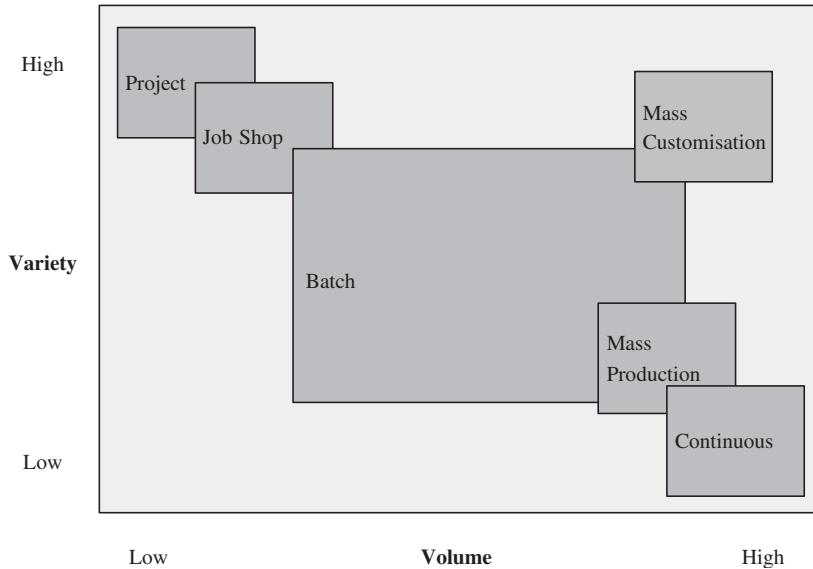 High
Project
Job Shop
Mass
Customisation
Variety
Batch
Mass
Production
Continuous
Low
Low
Volume
High